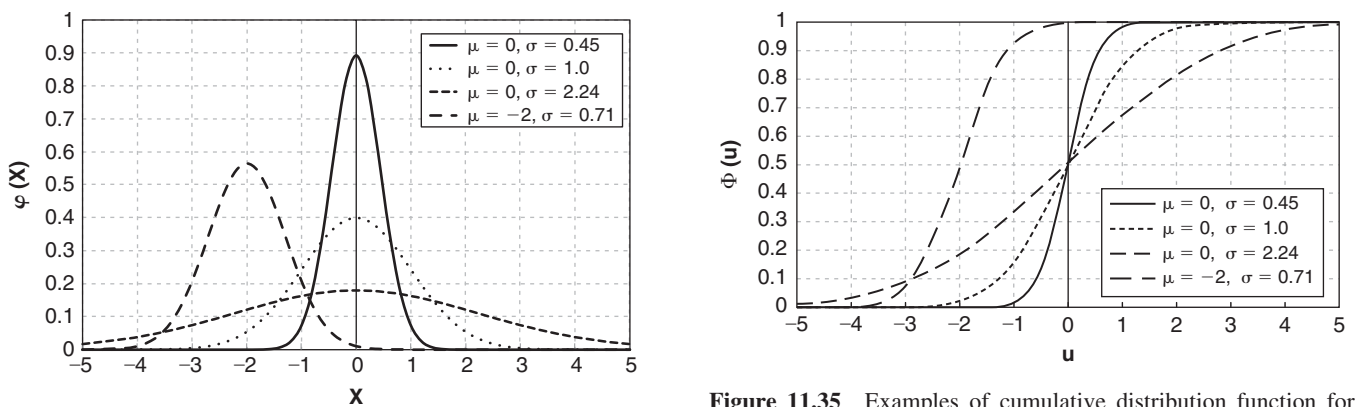 1
0.9
0.8
0.7
0.6
0.5
0.4
0.3
0.2
0.1
0
φ (X)
−5 −4 −3 −2 −1 0 1 2 3 4 5
X
μ = 0, σ = 0.45
μ = 0, σ = 1.0
μ = 0, σ = 2.24
μ = −2, σ = 0.71
1
0.9
0.8
0.7
0.6
0.5
0.4
0.3
0.2
0.1
0
Φ (u)
−5 −4 −3 −2 −1 0 1 2 3 4 5
u
μ = 0, σ = 0.45
μ = 0, σ = 1.0
μ = 0, σ = 2.24
μ = −2, σ = 0.71
Figure 11.35 Examples of cumulative distribution function for